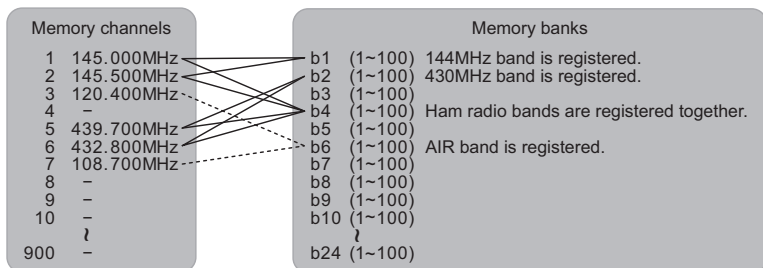 Memory channels
1 145.000MHz
2 145.500MHz
3 120.400MHz
4 –
5 439.700MHz
6 432.800MHz
7 108.700MHz
8 –
9 –
10 –
~
900 –
Memory banks
b1 (1~100) 144MHz band is registered.
b2 (1~100) 430MHz band is registered.
b3 (1~100)
b4 (1~100) Ham radio bands are registered together.
b5 (1~100)
b6 (1~100) AIR band is registered.
b7 (1~100)
b8 (1~100)
b9 (1~100)
b10 (1~100)
~
b24 (1~100)